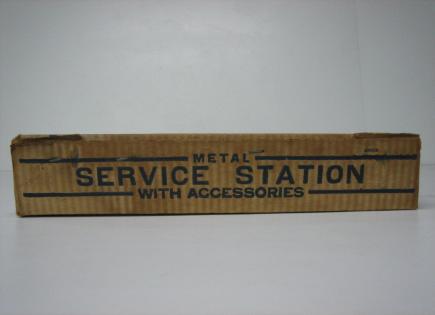 METAL
SERVICE STATION
WITH ACCESSORIES